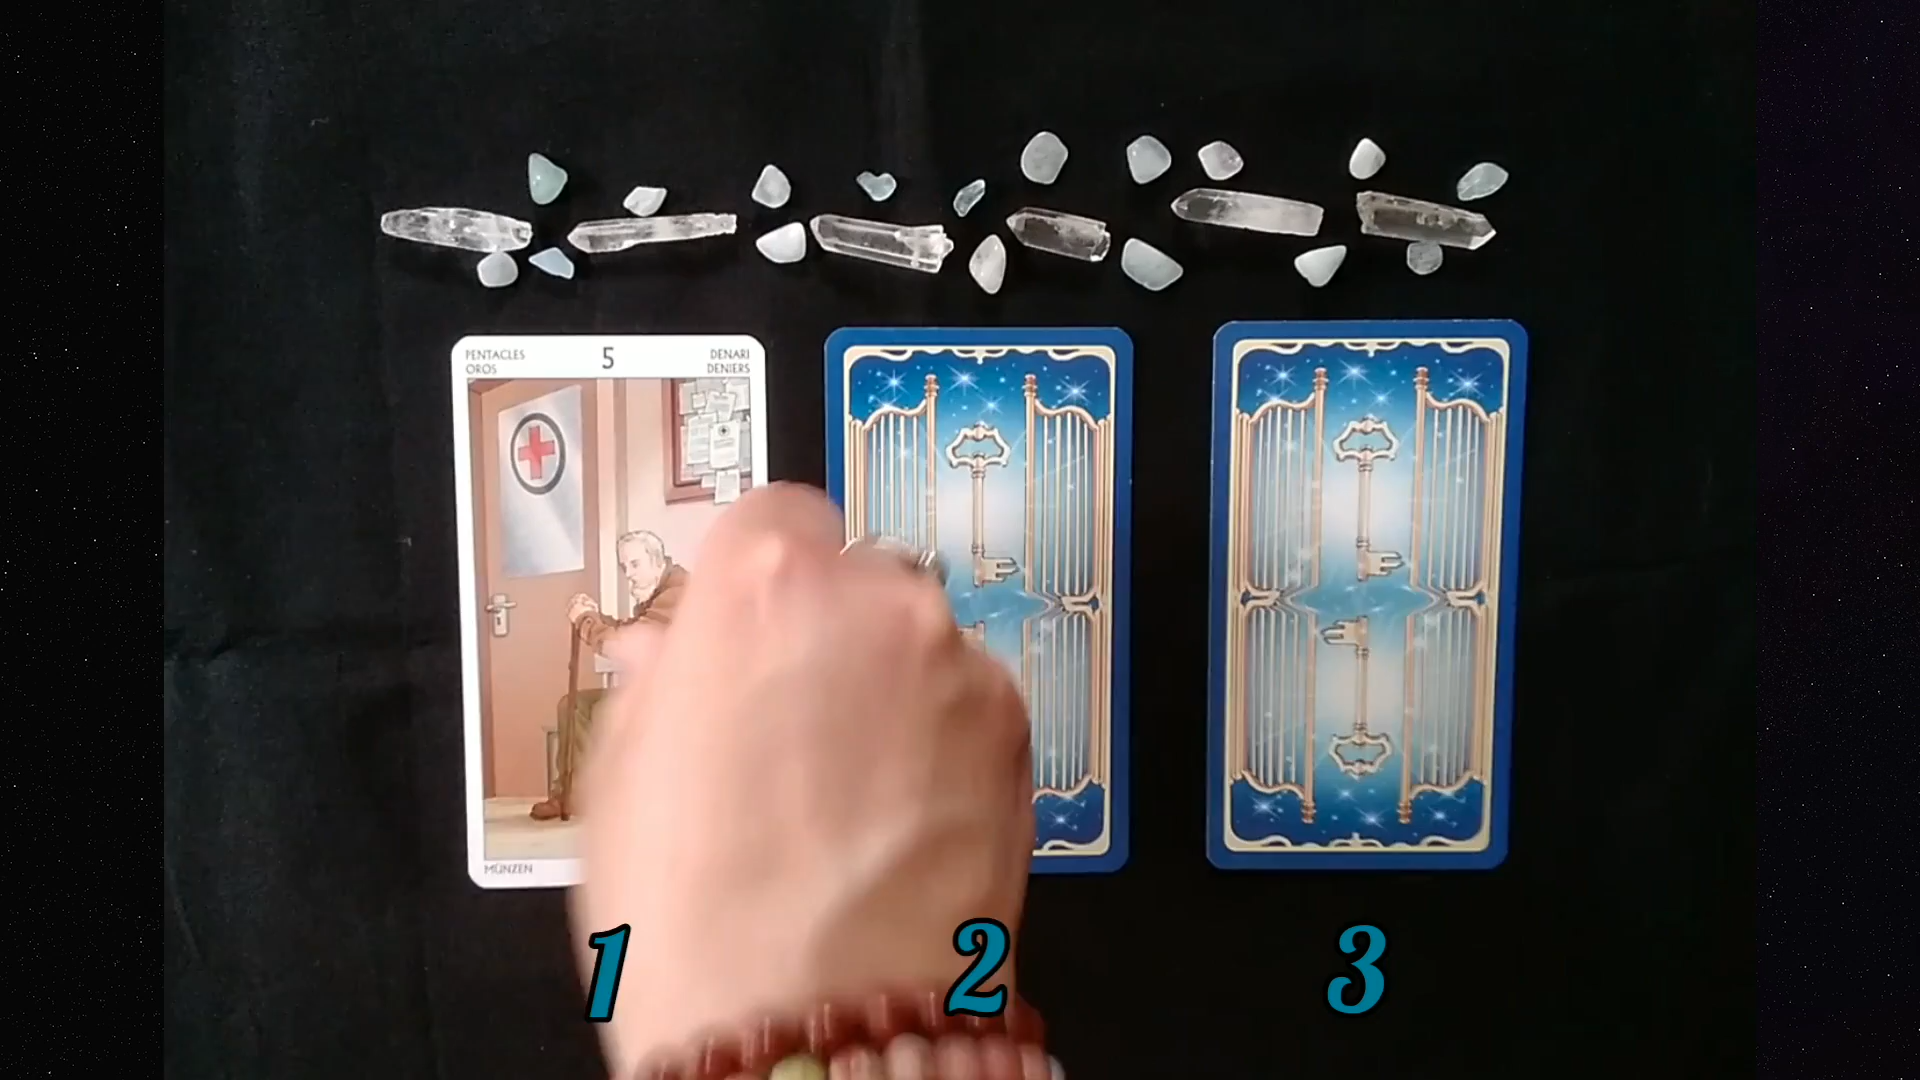 PENTACLES
OROS
5
DENARI
DENIERS
MÜNZEN
1 2 3